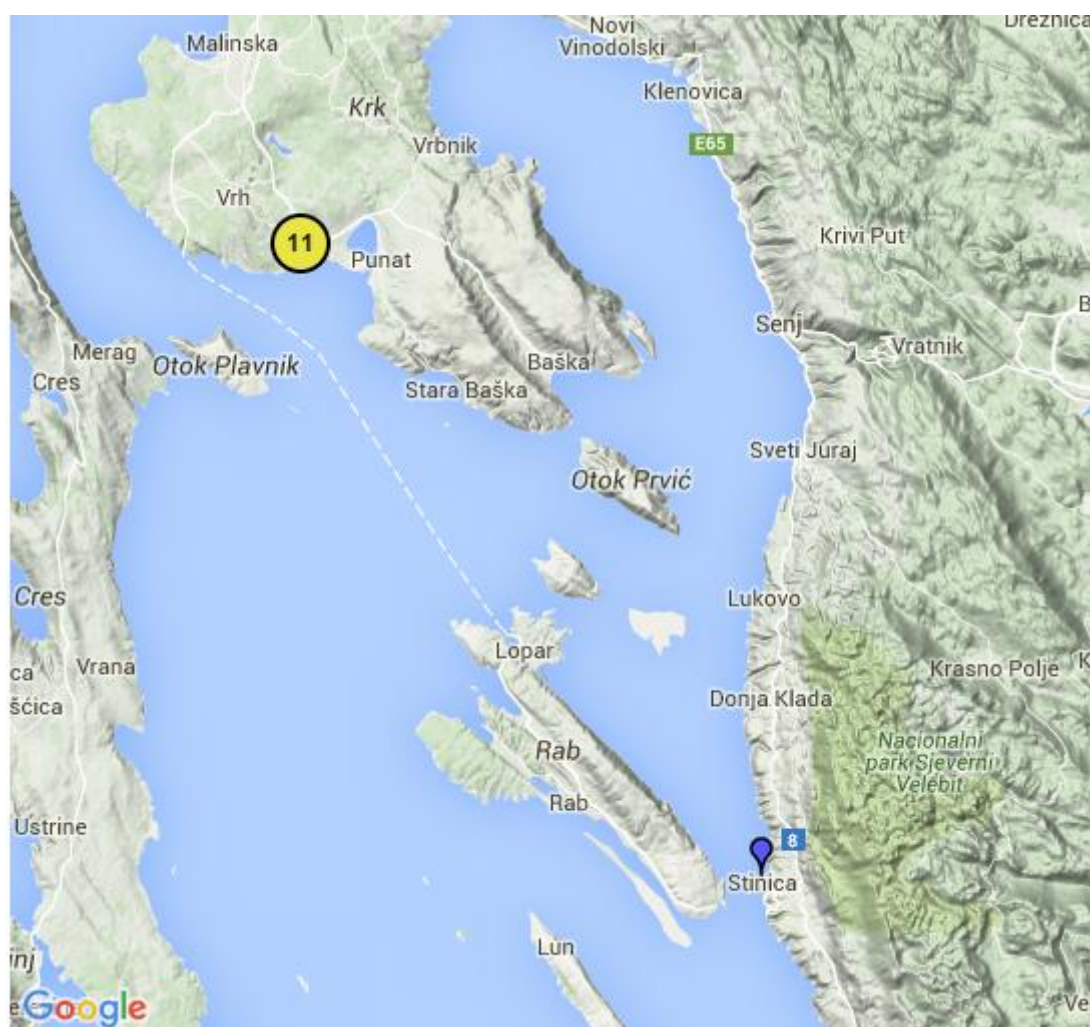 Novi
Vinodolski
Drežnica
Malinska
Klenovica
Krk
E65
Vrbnik
Vrh
Krivi Put
11
Punat
B
Senj
Vratnik
Merag
Otok Plavnik
Baška
Cres
Stara Baška
Sveti Juraj
Otok Prvić
Cres
Lukovo
Lopar
Vrana
Krasno Polje
K
ca
šćica
Donja Klada
Nacionalni
park Sjeverni
Velebit
Rab
Rab
Ustrine
8
Stinica
Lun
inj
Google
Ve